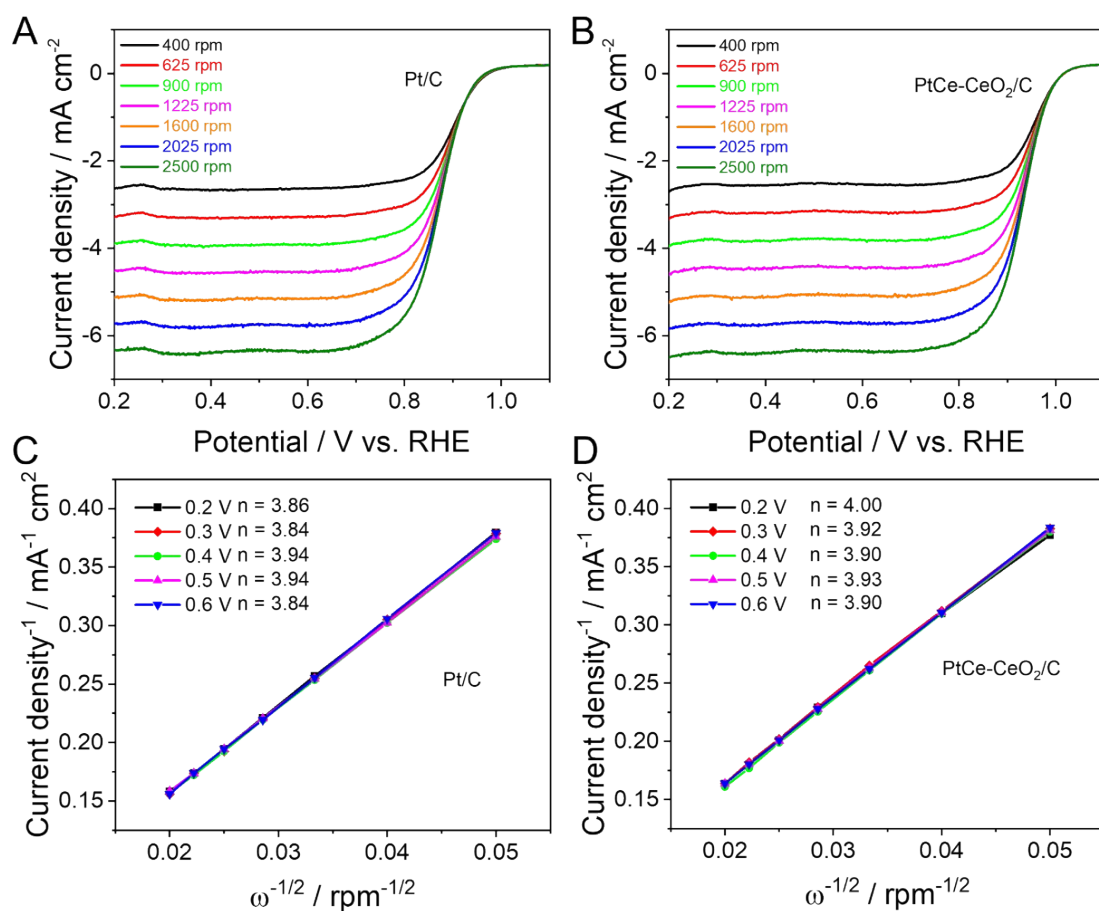 A
400 rpm
625 rpm
900 rpm
1225 rpm
1600 rpm
2025 rpm
2500 rpm
Pt/C
0
-2
-4
-6
Current density / mA cm⁻²
0.2 0.4 0.6 0.8 1.0
Potential / V vs. RHE
B
400 rpm
625 rpm
900 rpm
1225 rpm
1600 rpm
2025 rpm
2500 rpm
PtCe-CeO₂/C
0
-2
-4
-6
Current density / mA cm⁻²
0.2 0.4 0.6 0.8 1.0
Potential / V vs. RHE
C
0.2 V n = 3.86
0.3 V n = 3.84
0.4 V n = 3.94
0.5 V n = 3.94
0.6 V n = 3.84
Pt/C
0.40
0.35
0.30
0.25
0.20
0.15
Current density⁻¹ / mA⁻¹ cm²
0.02 0.03 0.04 0.05
ω⁻¹/² / rpm⁻¹/²
D
0.2 V n = 4.00
0.3 V n = 3.92
0.4 V n = 3.90
0.5 V n = 3.93
0.6 V n = 3.90
PtCe-CeO₂/C
0.40
0.35
0.30
0.25
0.20
0.15
Current density⁻¹ / mA⁻¹ cm²
0.02 0.03 0.04 0.05
ω⁻¹/² / rpm⁻¹/²